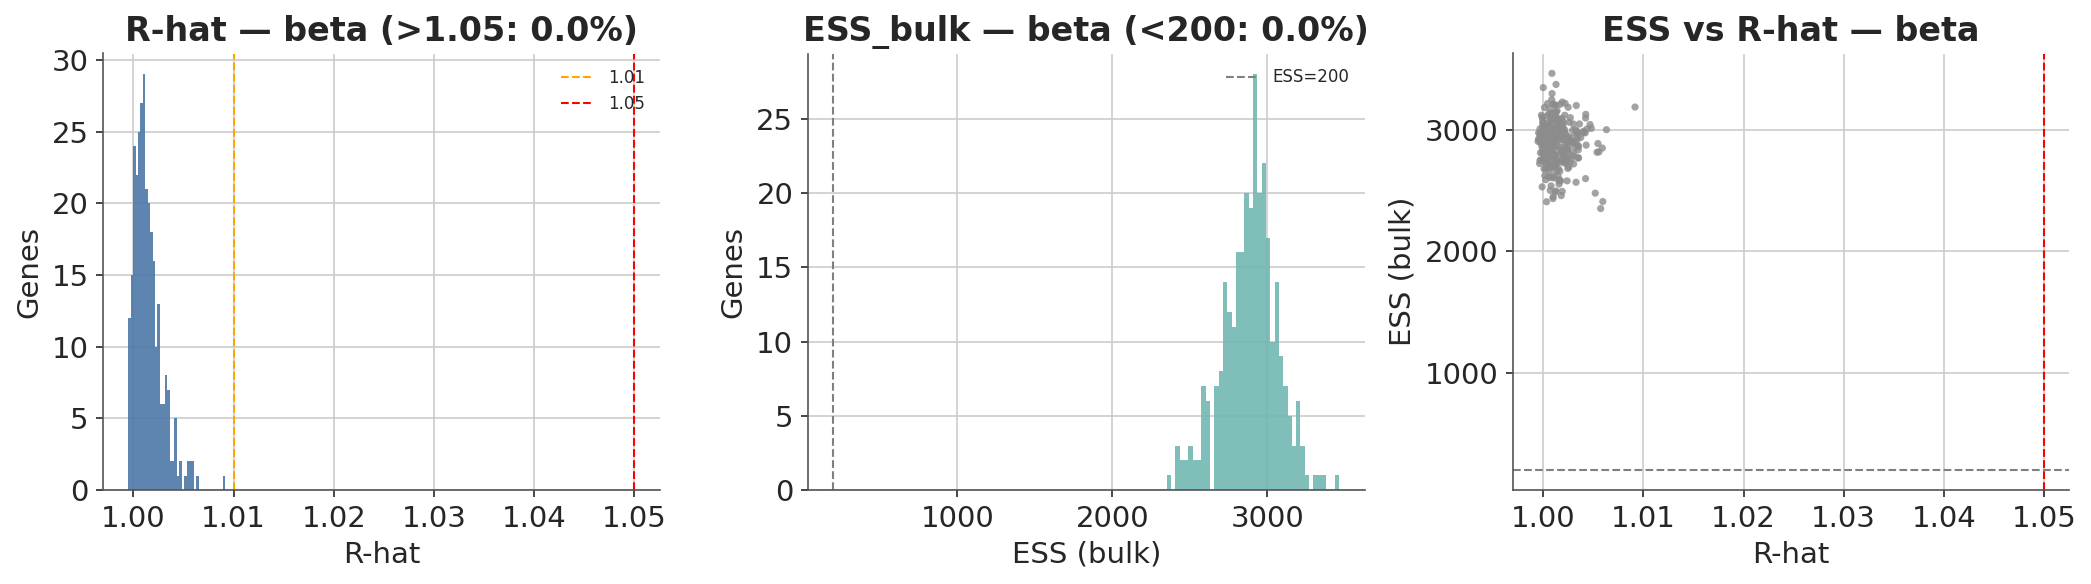 R-hat — beta (>1.05: 0.0%)
30
25
20
15
10
5
0
Genes
1.01
1.05
1.00 1.01 1.02 1.03 1.04 1.05
R-hat
ESS_bulk — beta (<200: 0.0%)
25
20
15
10
5
0
Genes
ESS=200
1000 2000 3000
ESS (bulk)
ESS vs R-hat — beta
3000
2000
1000
ESS (bulk)
1.00 1.01 1.02 1.03 1.04 1.05
R-hat